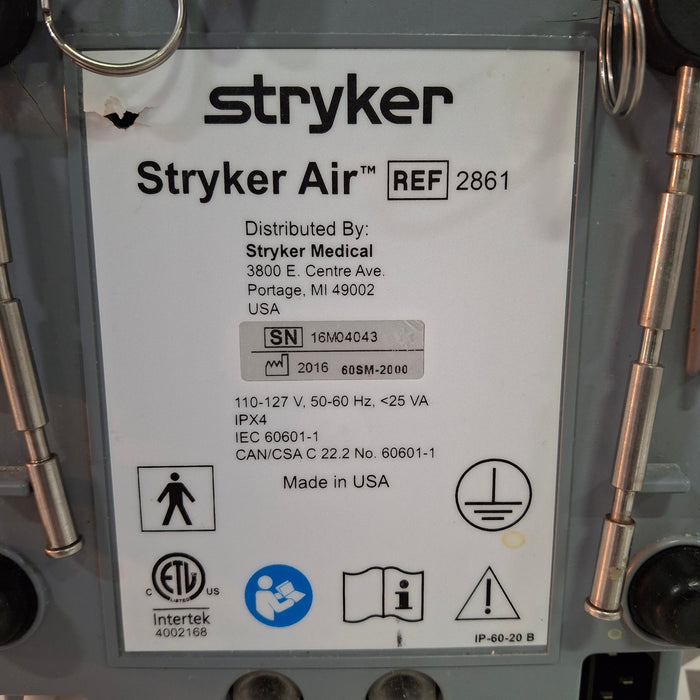 stryker
Stryker Air™ REF 2861
Distributed By:
Stryker Medical
3800 E. Centre Ave.
Portage, MI 49002
USA
SN 16M04043
2016 60SM-2000
110-127 V, 50-60 Hz, <25 VA
IPX4
IEC 60601-1
CAN/CSA C 22.2 No. 60601-1
Made in USA
C ETL US
LISTED
Intertek
4002168
i
IP-60-20 B